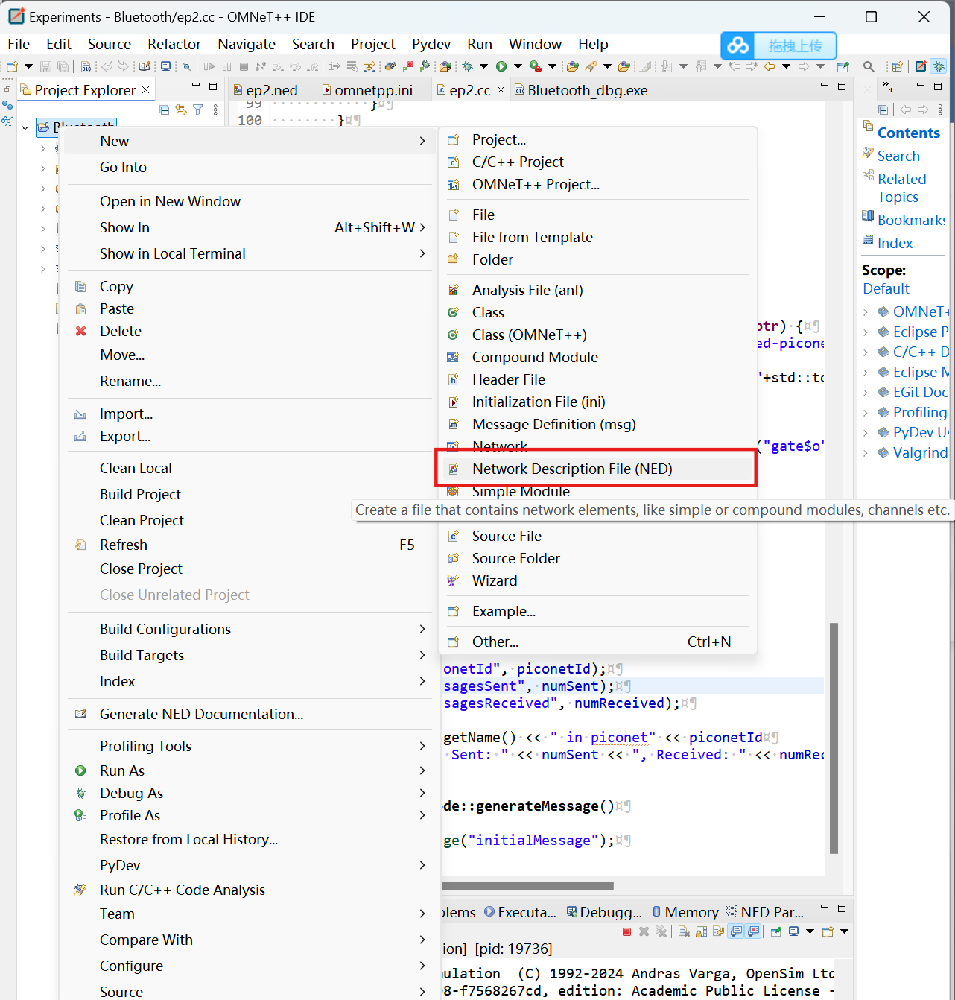 Experiments - Bluetooth/ep2.cc - OMNeT++ IDE
File Edit Source Refactor Navigate Search Project Pydev Run Window Help
拖拽上传
Project Explorer
ep2.ned omnetpp.ini ep2.cc Bluetooth_dbg.exe
99 }¤¶
100 }¤¶
Bluetooth
New
Go Into
Open in New Window
Show In Alt+Shift+W
Show in Local Terminal
Copy
Paste
Delete
Move...
Rename...
Import...
Export...
Clean Local
Build Project
Clean Project
Refresh F5
Close Project
Close Unrelated Project
Build Configurations
Build Targets
Index
Generate NED Documentation...
Profiling Tools
Run As
Debug As
Profile As
Restore from Local History...
PyDev
Run C/C++ Code Analysis
Team
Compare With
Configure
Source
Project...
C/C++ Project
OMNeT++ Project...
File
File from Template
Folder
Analysis File (anf)
Class
Class (OMNeT++)
Compound Module
Header File
Initialization File (ini)
Message Definition (msg)
Network
Network Description File (NED)
Simple Module
Create a file that contains network elements, like simple or compound modules, channels etc.
Source File
Source Folder
Wizard
Example...
Other... Ctrl+N
ptr) {¤¶
ed-picone
"+std::to
("gate$o"
onetId", piconetId);¤¶
sagesSent", numSent);¤¶
sagesReceived", numReceived);¤¶
getName() << " in piconet" << piconetId¤¶
Sent: " << numSent << ", Received: " << numRec
ode::generateMessage()¤¶
age("initialMessage");¤¶
»1
Contents
Search
Related Topics
Bookmarks
Index
Scope:
Default
OMNeT+
Eclipse P
C/C++ D
Eclipse M
EGit Doc
Profiling
PyDev Us
Valgrind
blems Executa... Debugg... Memory NED Par...
tion] [pid: 19736]
mulation (C) 1992-2024 Andras Varga, OpenSim Ltd
08-f7568267cd, edition: Academic Public License -